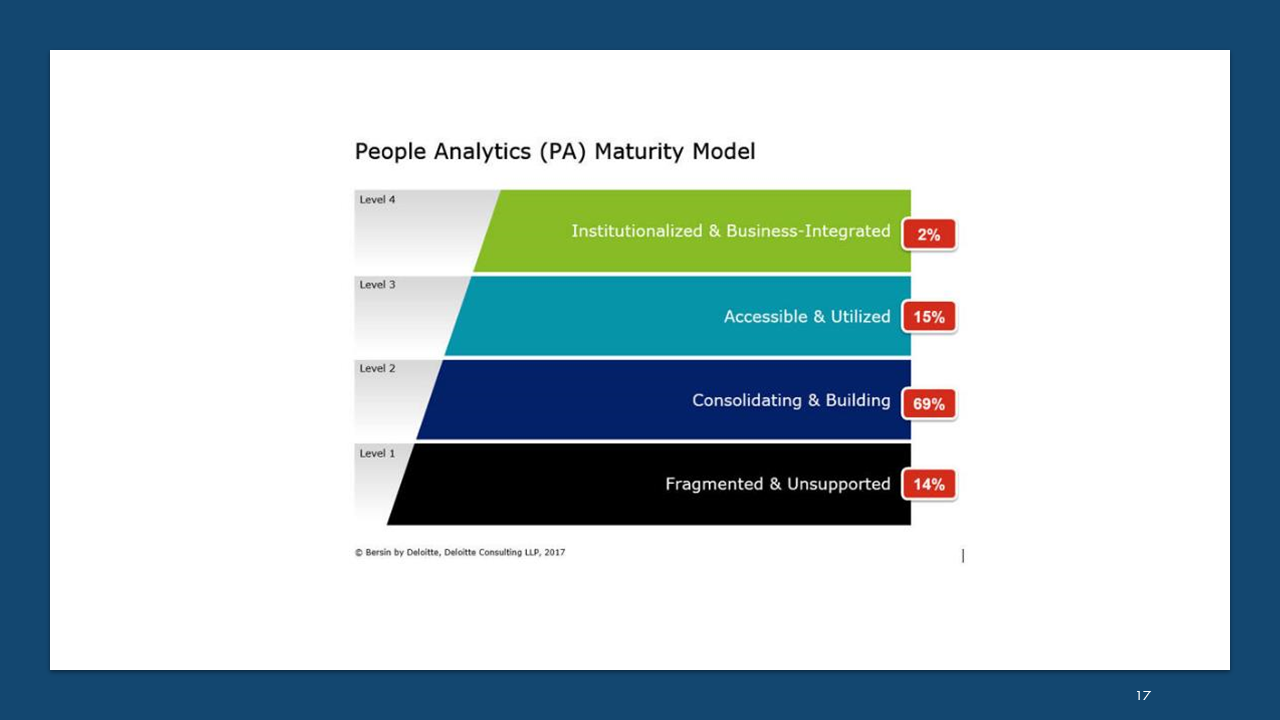 People Analytics (PA) Maturity Model
Level 4
Institutionalized & Business-Integrated
2%
Level 3
Accessible & Utilized
15%
Level 2
Consolidating & Building
69%
Level 1
Fragmented & Unsupported
14%
© Bersin by Deloitte, Deloitte Consulting LLP, 2017
|
17